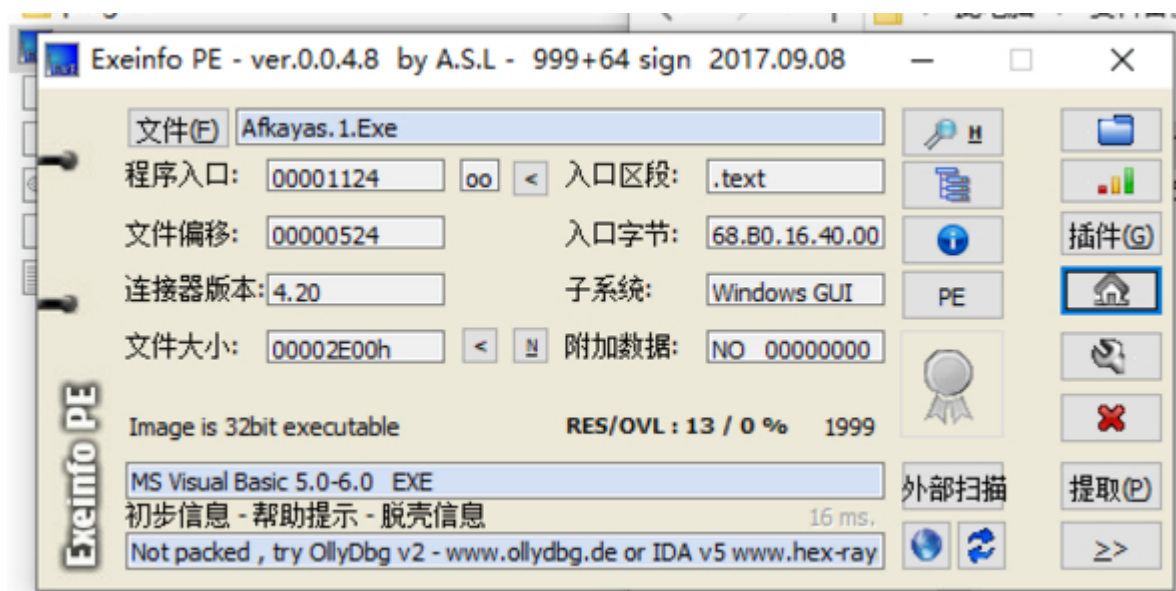 Exeinfo PE - ver.0.0.4.8 by A.S.L - 999+64 sign 2017.09.08
文件(F) Afkayas.1.Exe H
程序入口: 00001124 oo < 入口区段: .text
文件偏移: 00000524 入口字节: 68.B0.16.40.00 插件(G)
连接器版本: 4.20 子系统: Windows GUI PE
文件大小: 00002E00h < N 附加数据: NO 00000000
Image is 32bit executable RES/OVL : 13 / 0 % 1999
MS Visual Basic 5.0-6.0 EXE 外部扫描 提取(P)
初步信息 - 帮助提示 - 脱壳信息 16 ms.
Not packed , try OllyDbg v2 - www.ollydbg.de or IDA v5 www.hex-ray >>
Exeinfo PE